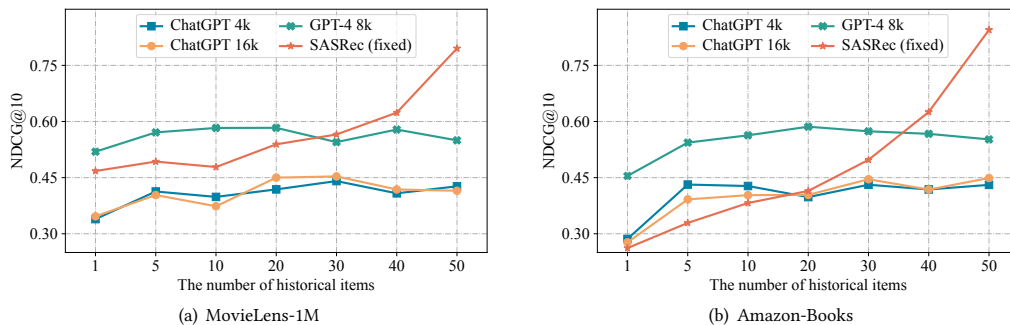 ChatGPT 4k GPT-4 8k
ChatGPT 16k SASRec (fixed)
NDCG@10
0.75
0.60
0.45
0.30
1 5 10 20 30 40 50
The number of historical items
(a) MovieLens-1M
ChatGPT 4k GPT-4 8k
ChatGPT 16k SASRec (fixed)
NDCG@10
0.75
0.60
0.45
0.30
1 5 10 20 30 40 50
The number of historical items
(b) Amazon-Books